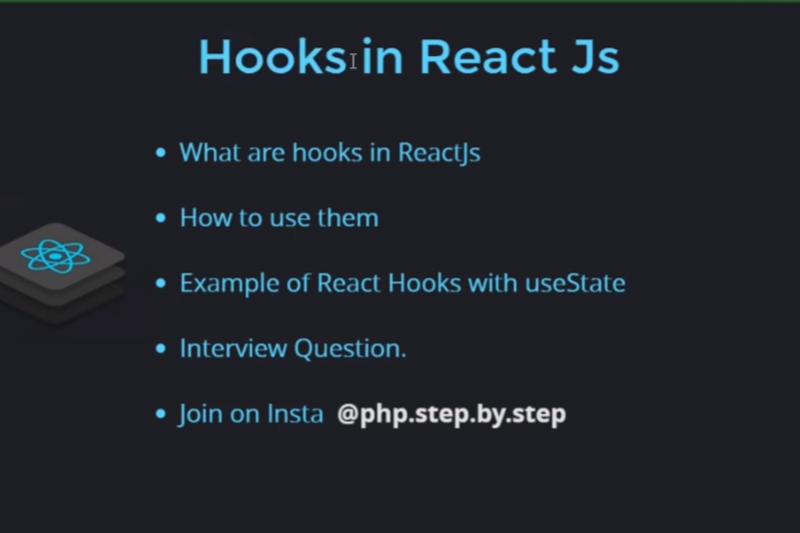 Hooks in React Js
What are hooks in ReactJs
How to use them
Example of React Hooks with useState
Interview Question.
Join on Insta @php.step.by.step